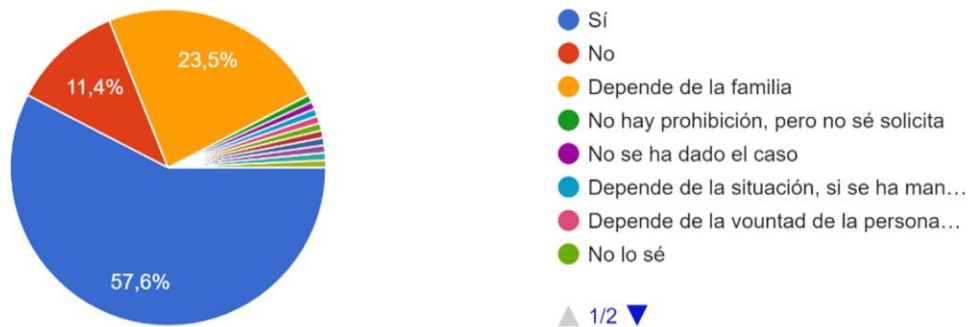 23,5%
11,4%
57,6%
Sí
No
Depende de la familia
No hay prohibición, pero no sé solicita
No se ha dado el caso
Depende de la situación, si se ha man…
Depende de la vountad de la persona…
No lo sé
1/2